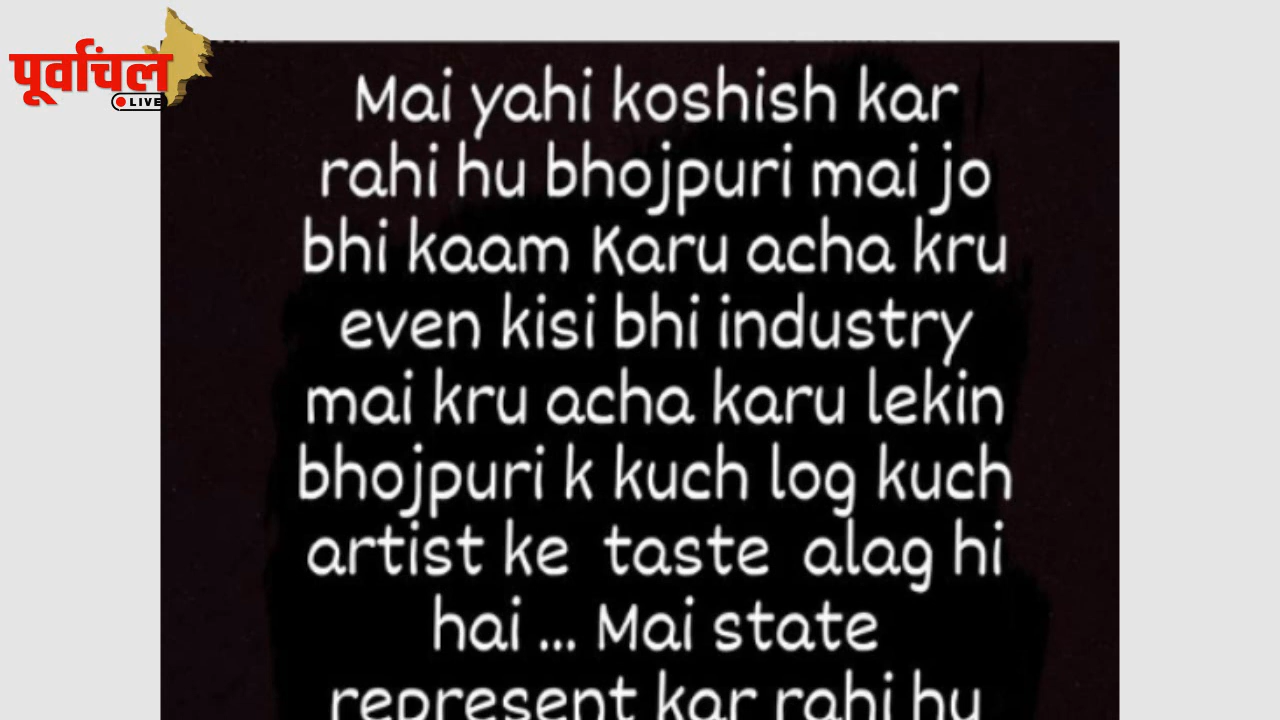 पूर्वांचल
LIVE
Mai yahi koshish kar
rahi hu bhojpuri mai jo
bhi kaam Karu acha kru
even kisi bhi industry
mai kru acha karu lekin
bhojpuri k kuch log kuch
artist ke taste alag hi
hai ... Mai state
represent kar rahi hu